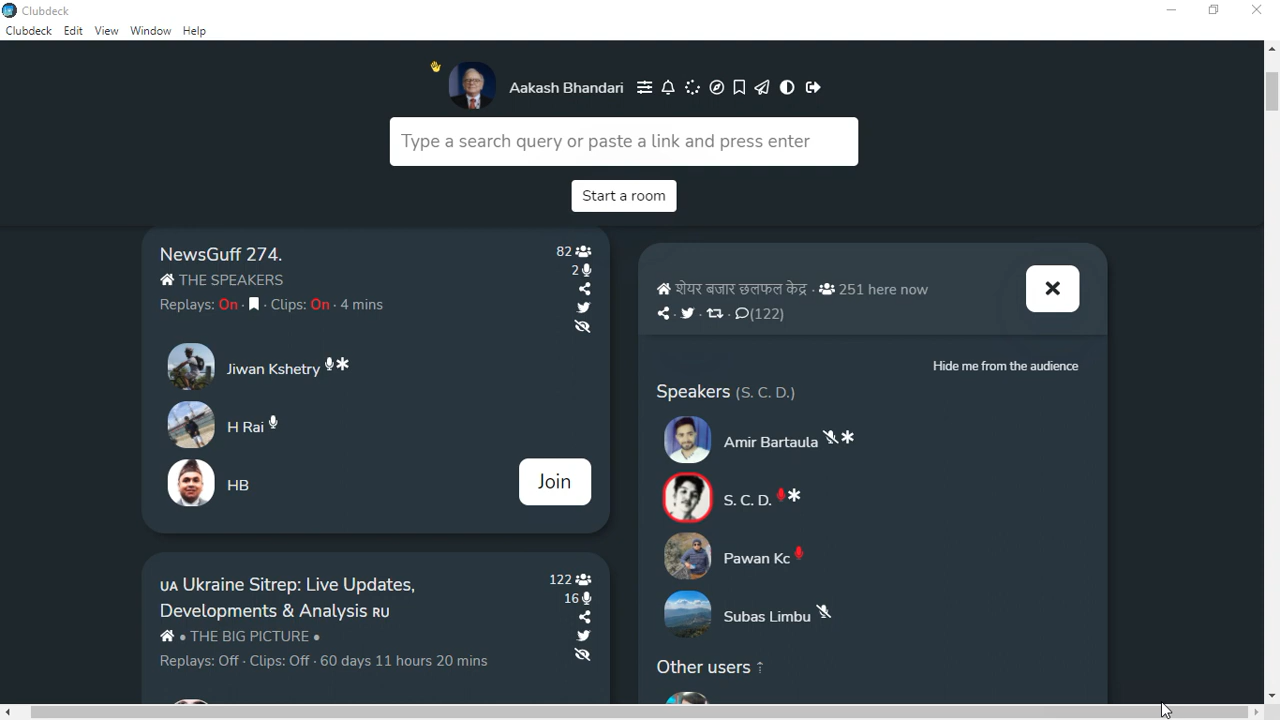 Clubdeck
Clubdeck Edit View Window Help
Aakash Bhandari
Type a search query or paste a link and press enter
Start a room
NewsGuff 274.
82
2
THE SPEAKERS
Replays: On · · Clips: On · 4 mins
Jiwan Kshetry
H Rai
HB
Join
UA Ukraine Sitrep: Live Updates,
Developments & Analysis RU
122
16
• THE BIG PICTURE •
Replays: Off · Clips: Off · 60 days 11 hours 20 mins
शेयर बजार छलफल केद्र · 251 here now
· · · (122)
Hide me from the audience
Speakers (S. C. D.)
Amir Bartaula
S. C. D.
Pawan Kc
Subas Limbu
Other users ↑